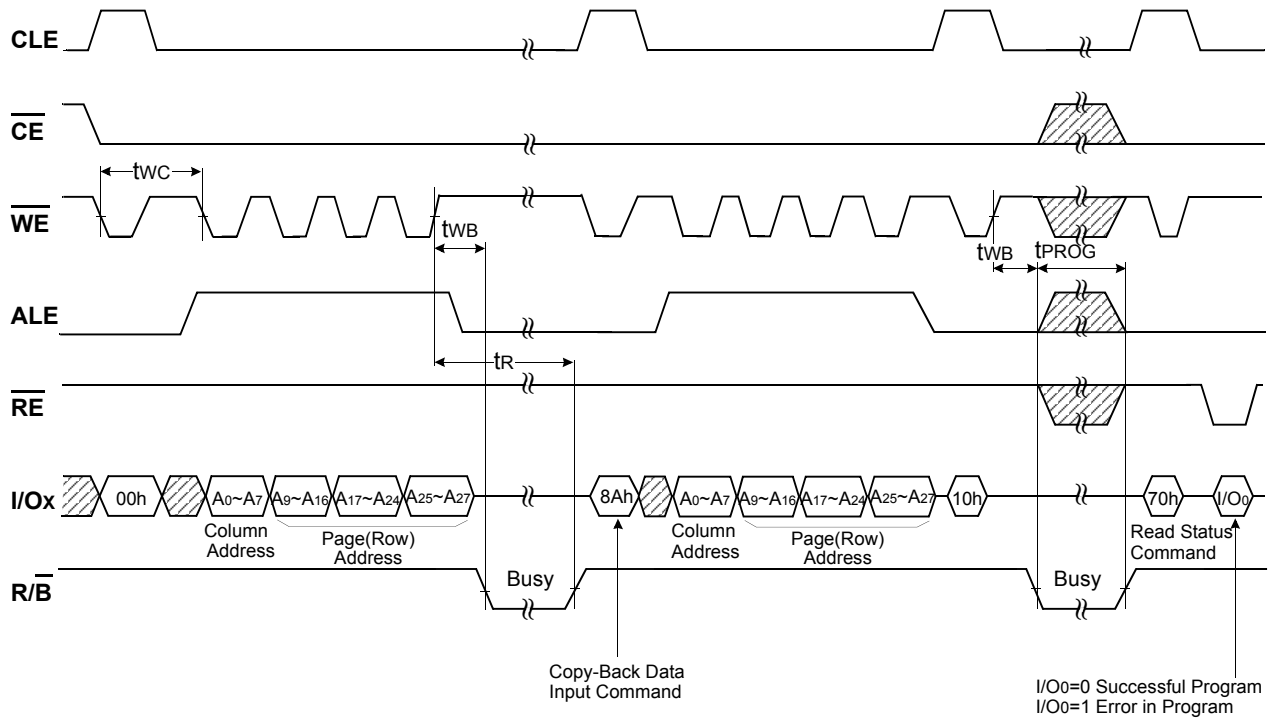 CLE
CE
tWC
WE
tWB
tWB
tPROG
ALE
tR
RE
I/Ox
00h
A0~A7
A9~A16
A17~A24
A25~A27
8Ah
A0~A7
A9~A16
A17~A24
A25~A27
10h
70h
I/O0
Column
Address
Page(Row)
Address
Column
Address
Page(Row)
Address
Read Status
Command
R/B
Busy
Busy
Copy-Back Data
Input Command
I/O0=0 Successful Program
I/O0=1 Error in Program